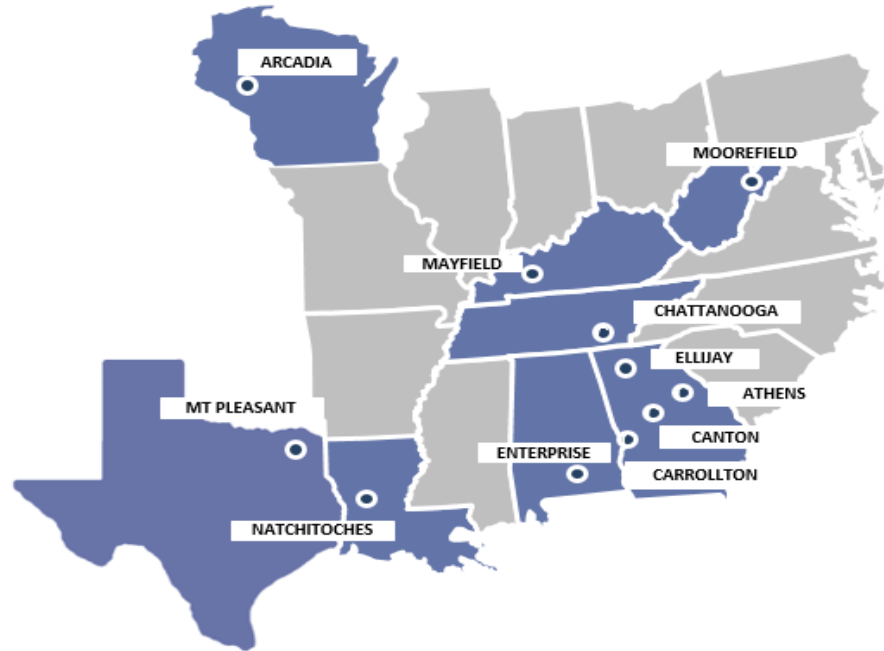 ARCADIA
MOOREFIELD
MAYFIELD
CHATTANOOGA
ELLIJAY
ATHENS
MT PLEASANT
CANTON
ENTERPRISE
CARROLLTON
NATCHITOCHES